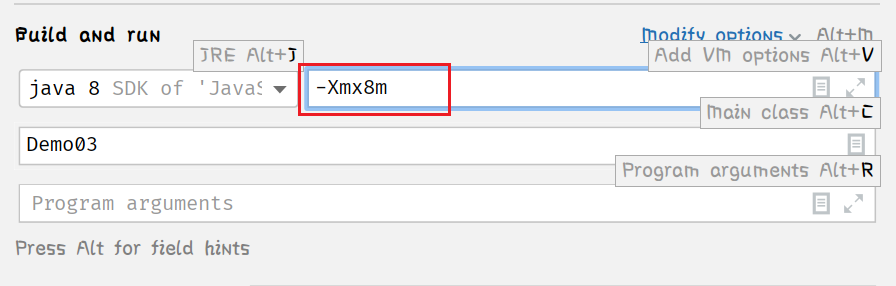 Build and run
Modify options Alt+M
JRE Alt+J
Add VM options Alt+V
java 8 SDK of 'JavaS
-Xmx8m
Main class Alt+C
Demo03
Program arguments Alt+R
Program arguments
Press Alt for field hints